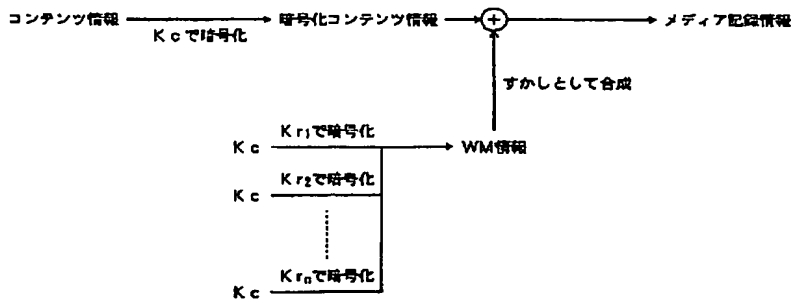 コンテンツ情報
Kcで暗号化
暗号化コンテンツ情報
メディア記録情報
すかしとして合成
Kc
Kr₁で暗号化
WM情報
Kc
Kr₂で暗号化
Kc
Krₙで暗号化